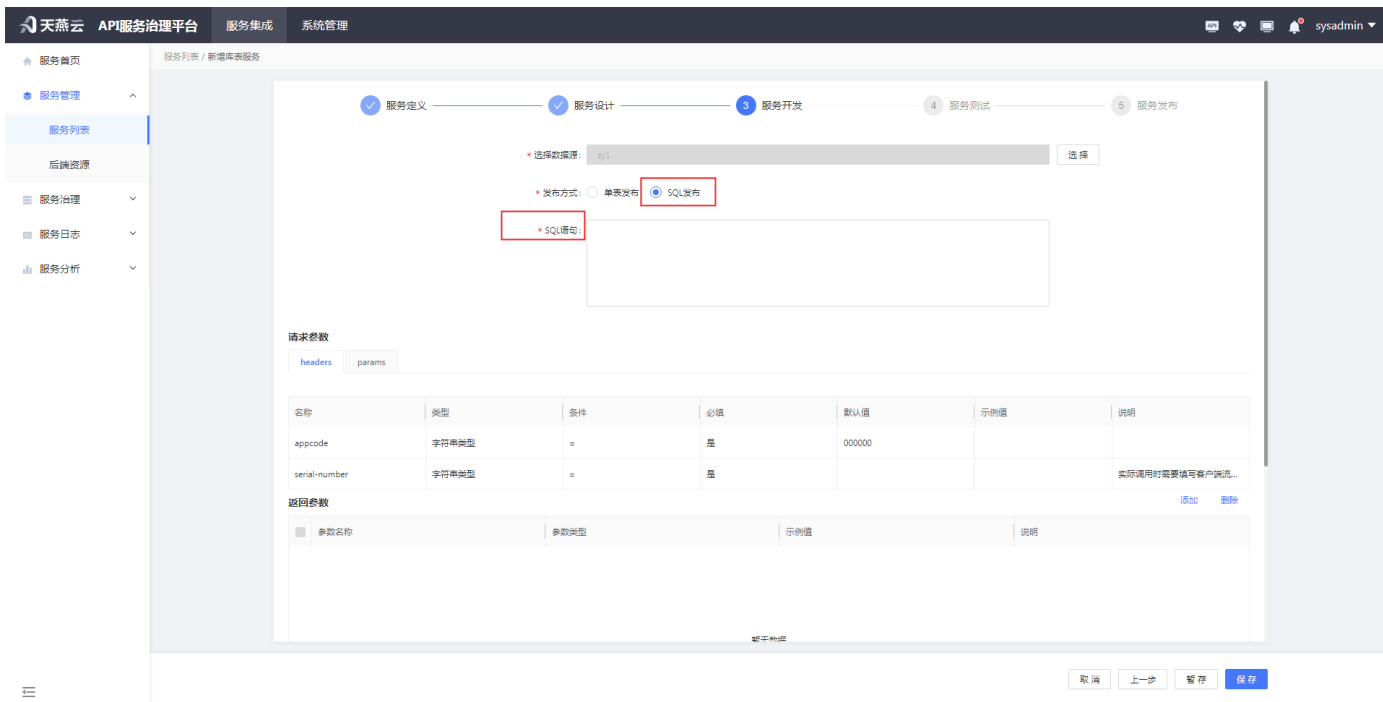 天燕云 API服务治理平台 服务集成 系统管理 API sysadmin
服务首页
服务列表 / 新增库表服务
服务管理
服务列表
后端资源
服务治理
服务日志
服务分析
服务定义 服务设计 3 服务开发 4 服务测试 5 服务发布
* 选择数据源: 选 择
* 发布方式: 单表发布 SQL发布
* SQL语句:
请求参数
headers params
名称 类型 条件 必填 默认值 示例值 说明
appcode 字符串类型 = 是 000000
serial-number 字符串类型 = 是 实际调用时需要填写客户端流...
返回参数 添加 删除
参数名称 参数类型 示例值 说明
暂无数据
取 消 上一步 暂 存 保 存